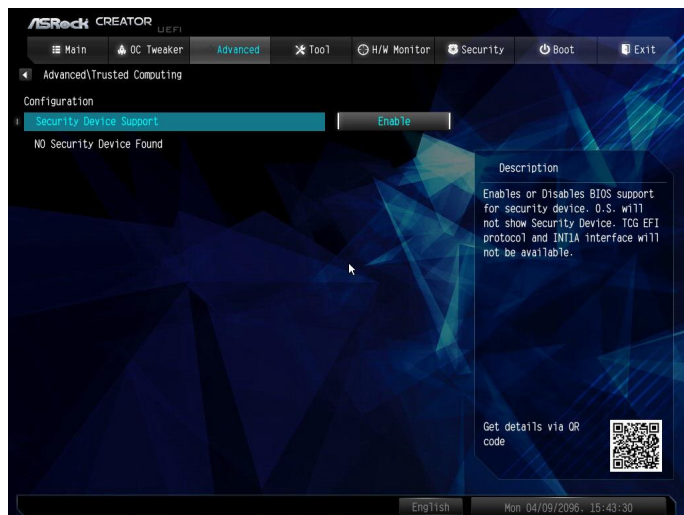 ASRock CREATOR UEFI
Main OC Tweaker Advanced Tool H/W Monitor Security Boot Exit
Advanced\Trusted Computing
Configuration
Security Device Support Enable
NO Security Device Found
Description
Enables or Disables BIOS support
for security device. O.S. will
not show Security Device. TCG EFI
protocol and INT1A interface will
not be available.
Get details via QR
code
English Mon 04/09/2096. 15:43:30